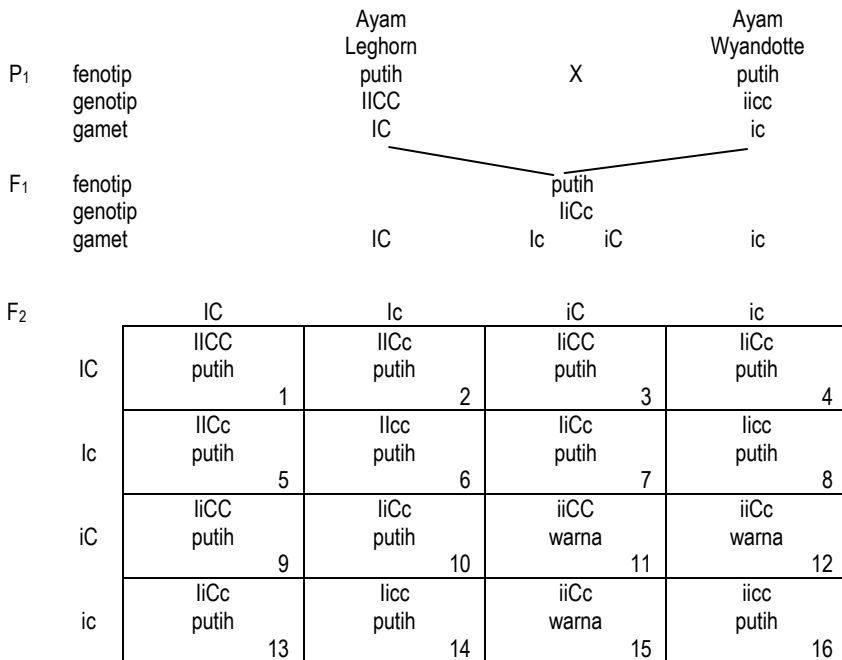 Ayam Ayam
Leghorn Wyandotte
P1 fenotip putih X putih
genotip IICC iicc
gamet IC ic
F1 fenotip putih
genotip IiCc
gamet IC Ic iC ic
F2 IC Ic iC ic
IICC IICc IiCC IiCc
IC putih putih putih putih
1 2 3 4
IICc IIcc IiCc Iicc
Ic putih putih putih putih
5 6 7 8
IiCC IiCc iiCC iiCc
iC putih putih warna warna
9 10 11 12
IiCc Iicc iiCc iicc
ic putih putih warna putih
13 14 15 16